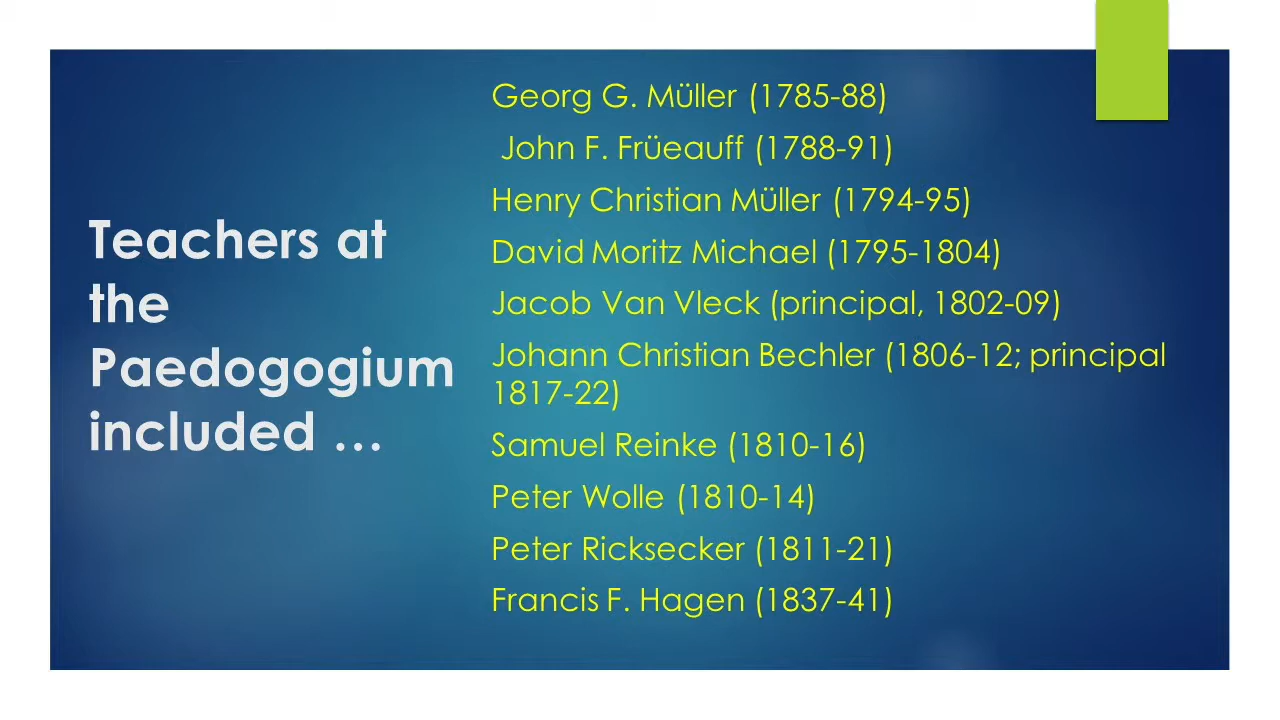 Teachers at
the
Paedogogium
included …
Georg G. Müller (1785-88)
John F. Früeauff (1788-91)
Henry Christian Müller (1794-95)
David Moritz Michael (1795-1804)
Jacob Van Vleck (principal, 1802-09)
Johann Christian Bechler (1806-12; principal
1817-22)
Samuel Reinke (1810-16)
Peter Wolle (1810-14)
Peter Ricksecker (1811-21)
Francis F. Hagen (1837-41)